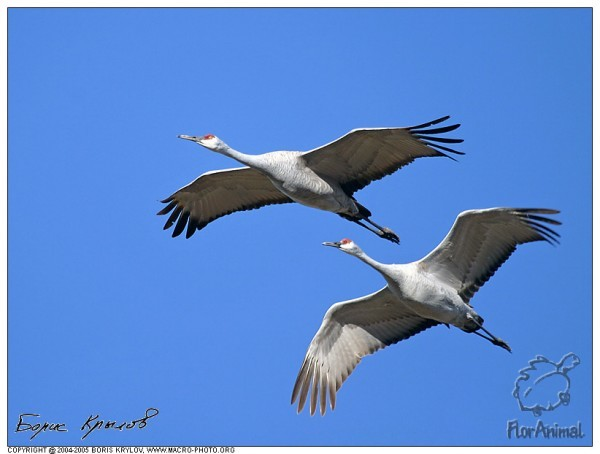 Борис Крылов
FlorAnimal
COPYRIGHT @ 2004-2005 BORIS KRYLOV, WWW.MACRO-PHOTO.ORG